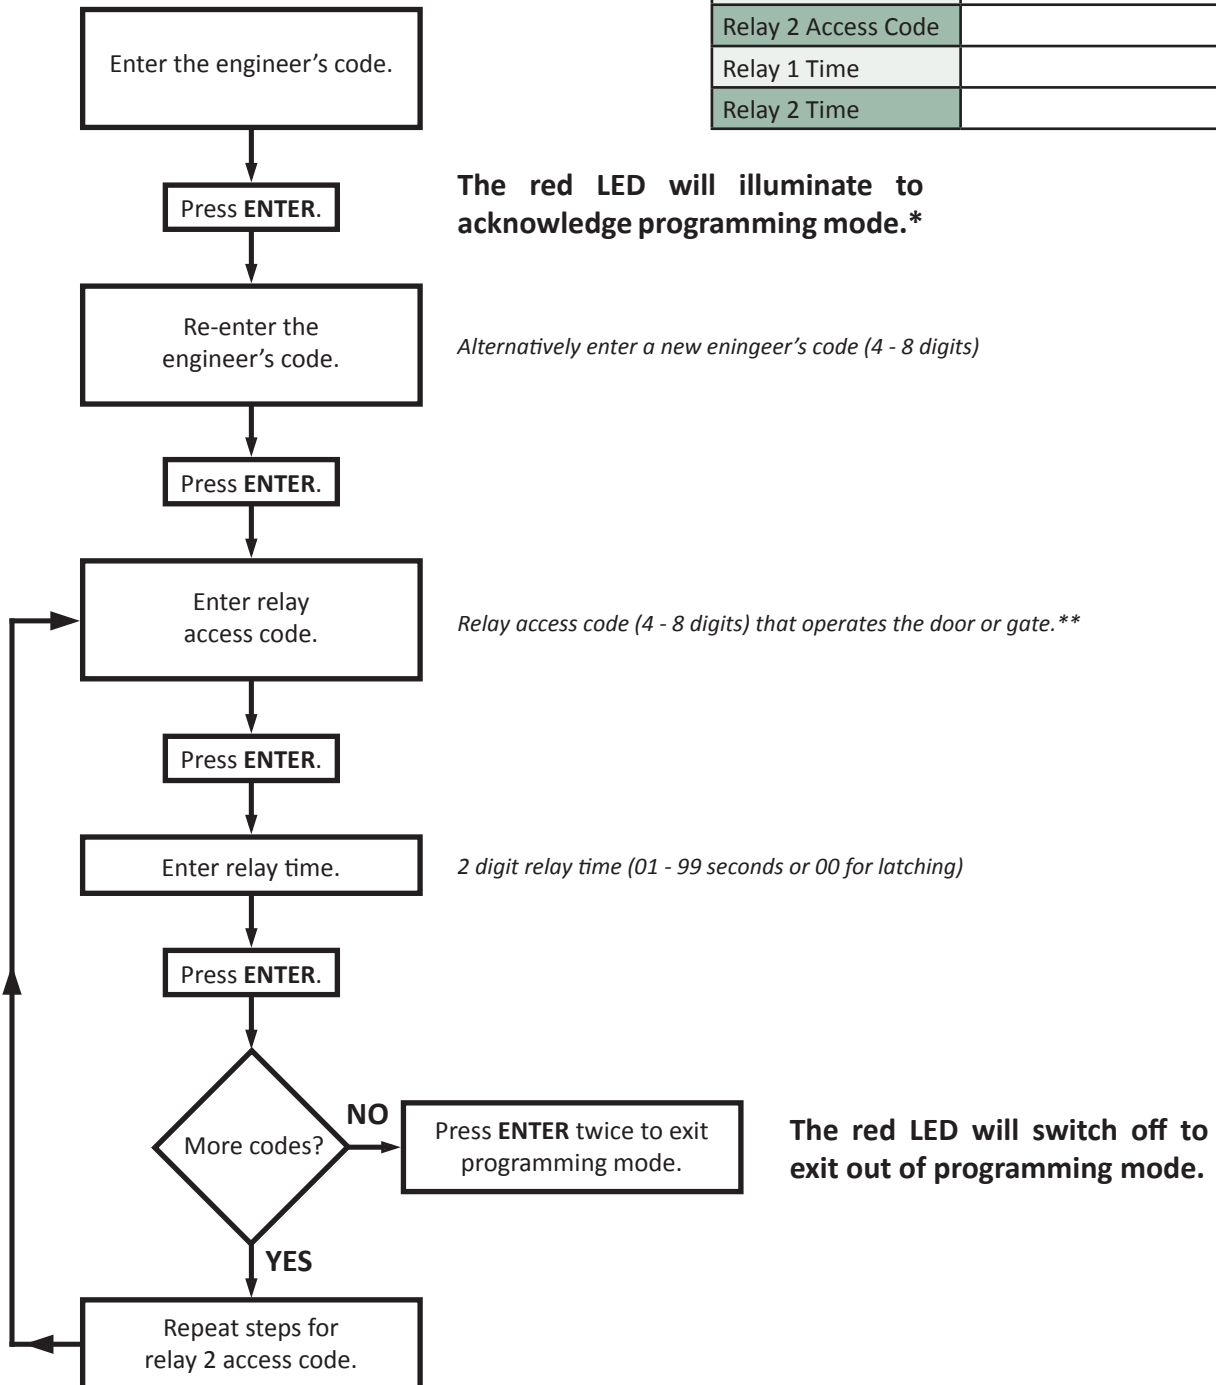 Relay 2 Access Code
Relay 1 Time
Relay 2 Time
Enter the engineer’s code.
Press ENTER.
The red LED will illuminate to
acknowledge programming mode.*
Re-enter the
engineer’s code.
Alternatively enter a new eningeer’s code (4 - 8 digits)
Press ENTER.
Enter relay
access code.
Relay access code (4 - 8 digits) that operates the door or gate.**
Press ENTER.
Enter relay time.
2 digit relay time (01 - 99 seconds or 00 for latching)
Press ENTER.
More codes?
NO
Press ENTER twice to exit
programming mode.
The red LED will switch off to
exit out of programming mode.
YES
Repeat steps for
relay 2 access code.